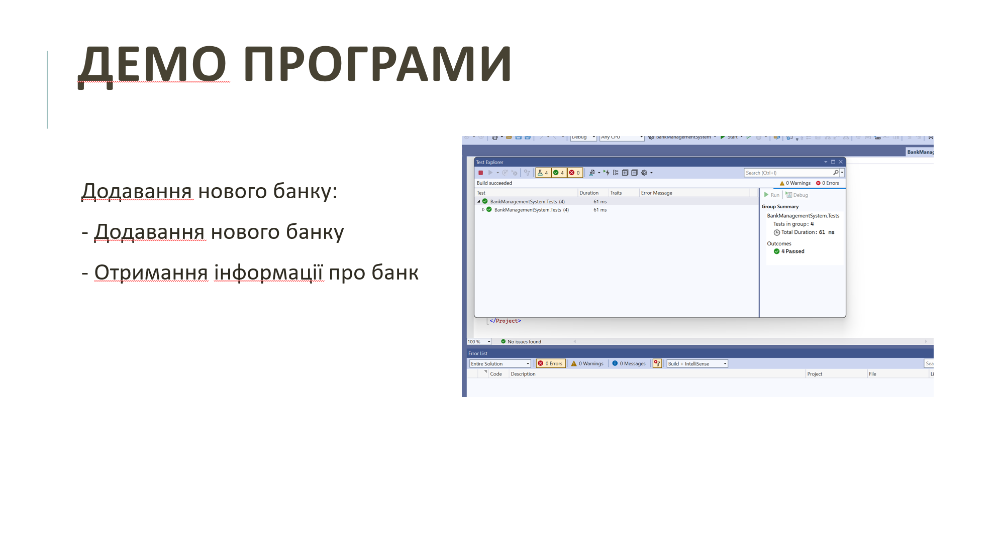 ДЕМО ПРОГРАМИ
Додавання нового банку:
- Додавання нового банку
- Отримання інформації про банк
Debug Any CPU BankManagementSystem Start
BankManag
Test Explorer
4 4 0 Search (Ctrl+I)
Build succeeded 0 Warnings 0 Errors
Test Duration Traits Error Message
Run Debug
BankManagementSystem.Tests (4) 61 ms
BankManagementSystem.Tests (4) 61 ms
Group Summary
BankManagementSystem.Tests
Tests in group: 4
Total Duration: 61 ms
Outcomes
4 Passed
</Project>
100 % No issues found
Error List
Entire Solution 0 Errors 0 Warnings 0 Messages Build + IntelliSense Sea
Code Description Project File Li